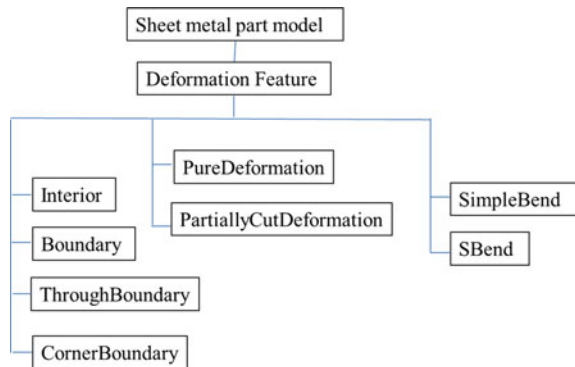 Sheet metal part model
Deformation Feature
Interior
Boundary
ThroughBoundary
CornerBoundary
PureDeformation
PartiallyCutDeformation
SimpleBend
SBend